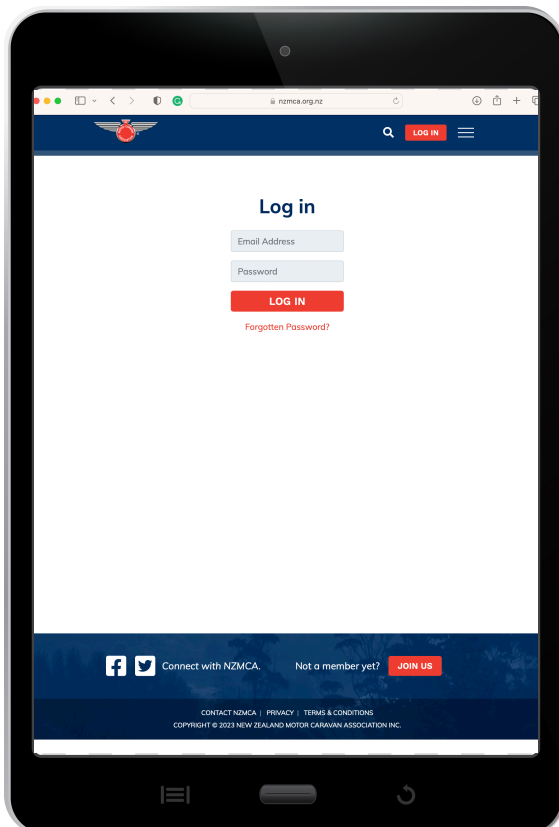 nzmca.org.nz
LOG IN
Log in
Email Address
Password
LOG IN
Forgotten Password?
Connect with NZMCA. Not a member yet? JOIN US
CONTACT NZMCA | PRIVACY | TERMS & CONDITIONS
COPYRIGHT © 2023 NEW ZEALAND MOTOR CARAVAN ASSOCIATION INC.